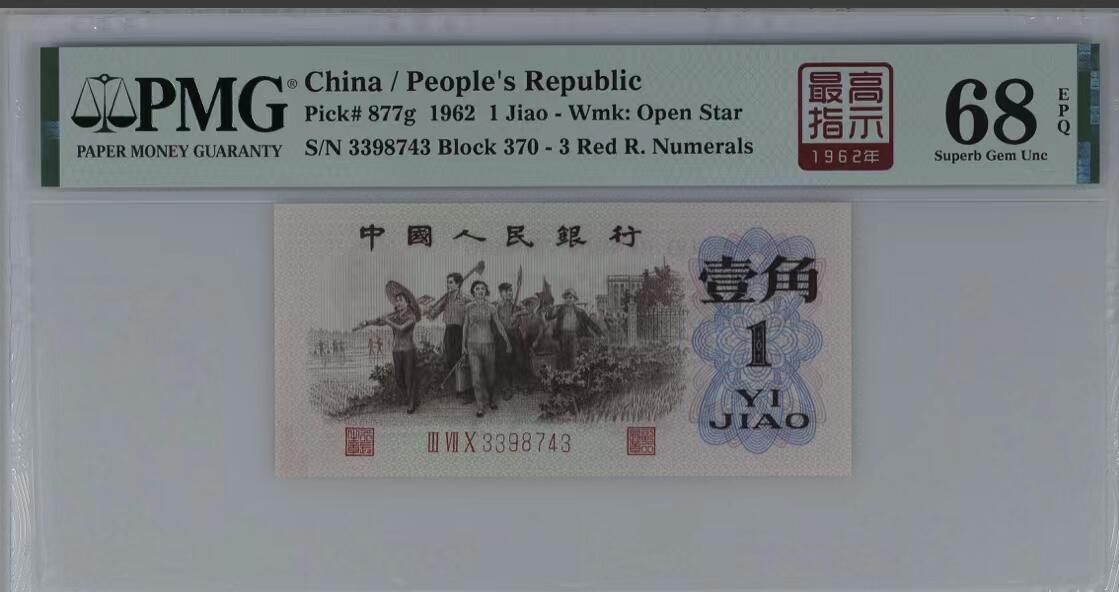 PMG®
PAPER MONEY GUARANTY
China / People's Republic
Pick# 877g 1962 1 Jiao - Wmk: Open Star
S/N 3398743 Block 370 - 3 Red R. Numerals
最高
指示
1962年
68
EPQ
Superb Gem Unc
中國人民銀行
壹角
1
YI
JIAO
III VII X 3398743